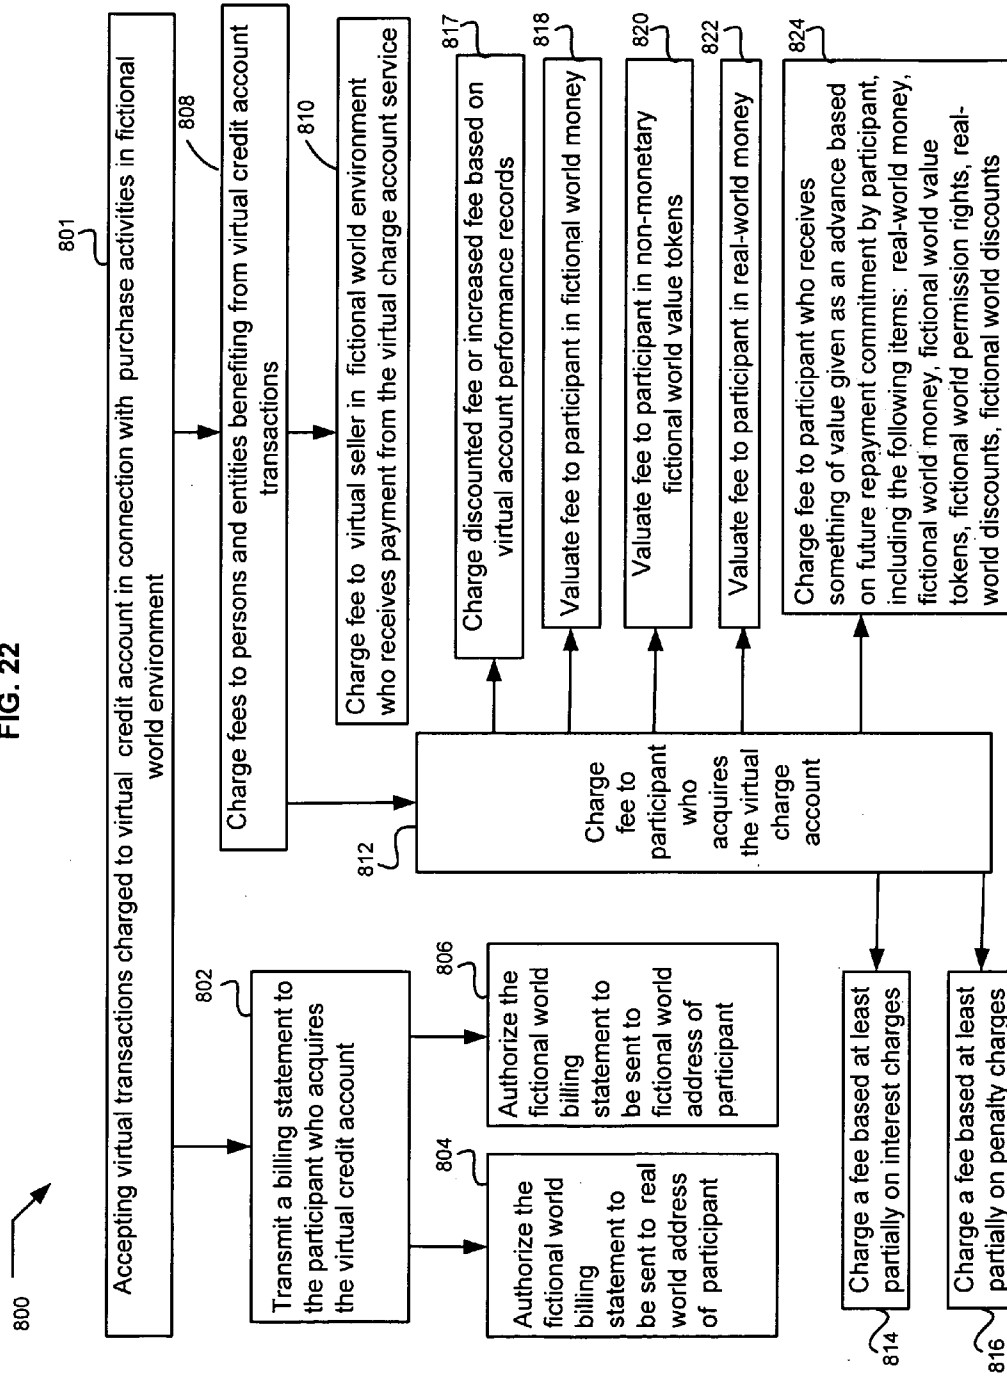 FIG. 22
800
801
Accepting virtual transactions charged to virtual credit account in connection with purchase activities in fictional
world environment
802
Transmit a billing statement to
the participant who acquires
the virtual credit account
804
Authorize the
fictional world
billing
statement to
be sent to real
world address
of participant
806
Authorize the
fictional world
billing
statement to
be sent to
fictional world
address of
participant
808
Charge fees to persons and entities benefiting from virtual credit account
transactions
810
Charge fee to virtual seller in fictional world environment
who receives payment from the virtual charge account service
812
Charge
fee to
participant
who
acquires
the virtual
charge
account
814
Charge a fee based at least
partially on interest charges
816
Charge a fee based at least
partially on penalty charges
817
Charge discounted fee or increased fee based on
virtual account performance records
818
Valuate fee to participant in fictional world money
820
Valuate fee to participant in non-monetary
fictional world value tokens
822
Valuate fee to participant in real-world money
824
Charge fee to participant who receives
something of value given as an advance based
on future repayment commitment by participant,
including the following items: real-world money,
fictional world money, fictional world value
tokens, fictional world permission rights, real-
world discounts, fictional world discounts